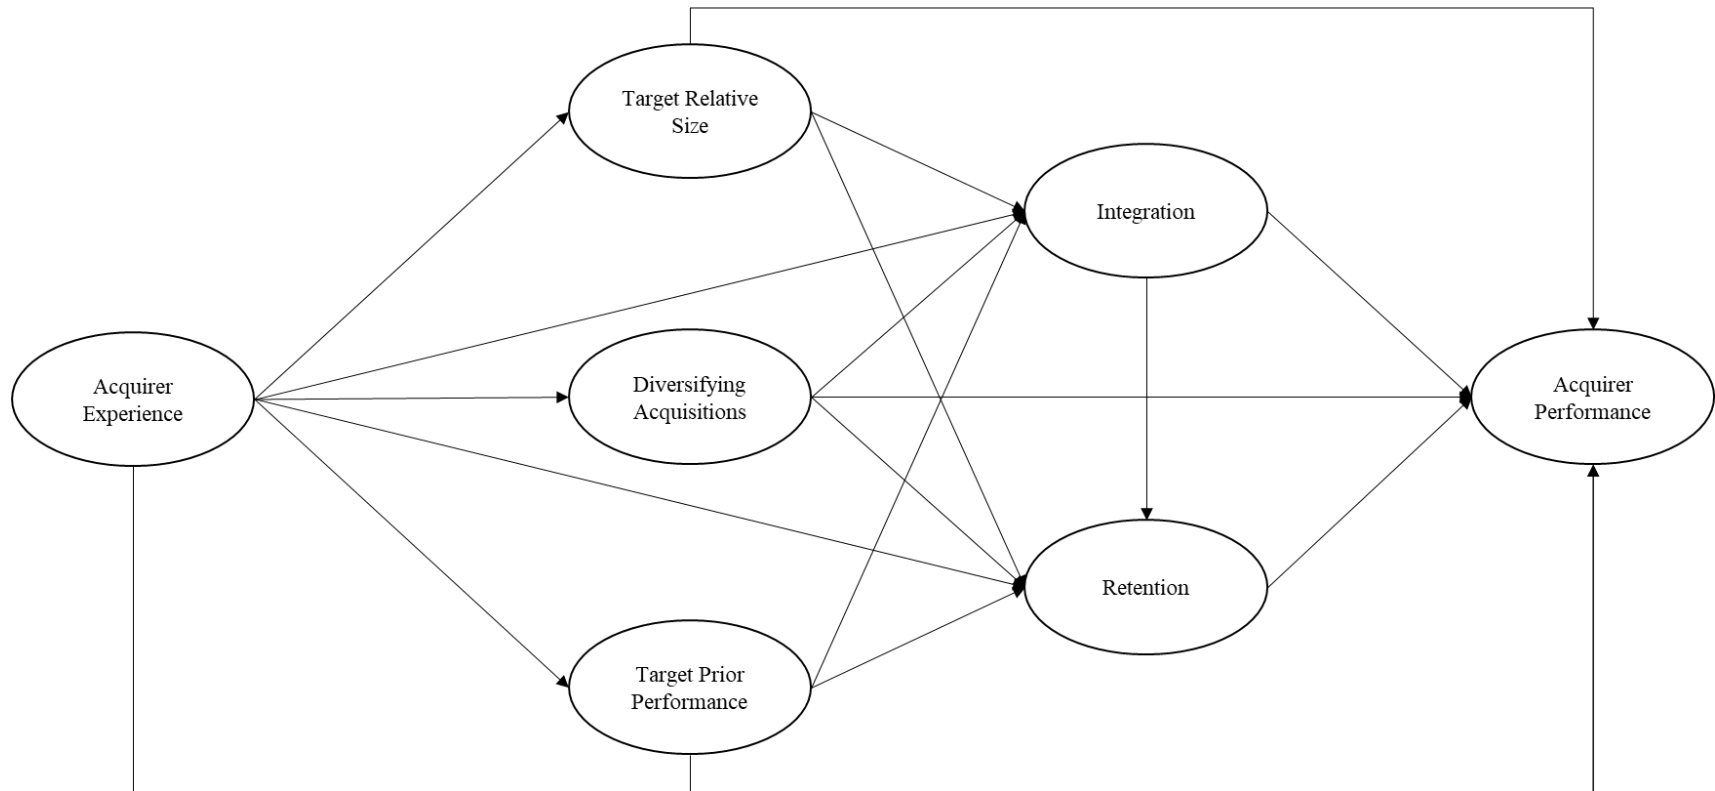 Target Relative
Size
Integration
Acquirer
Experience
Diversifying
Acquisitions
Acquirer
Performance
Retention
Target Prior
Performance